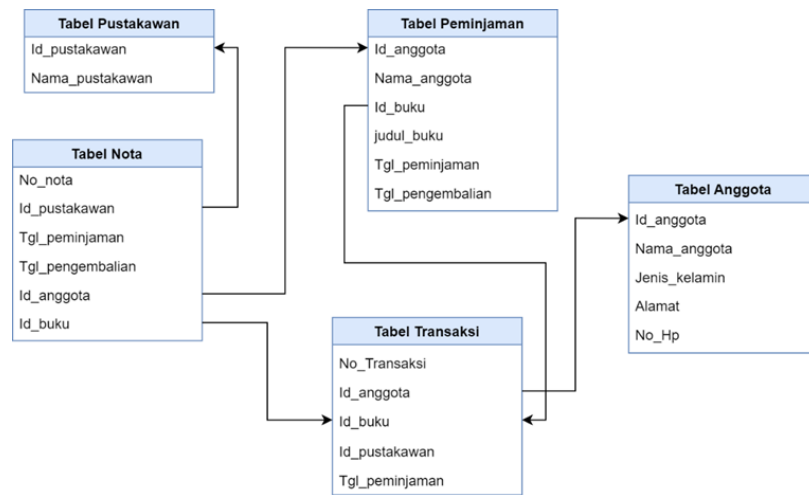 Tabel Pustakawan
Id_pustakawan
Nama_pustakawan
Tabel Peminjaman
Id_anggota
Nama_anggota
Id_buku
judul_buku
Tgl_peminjaman
Tgl_pengembalian
Tabel Nota
No_nota
Id_pustakawan
Tgl_peminjaman
Tgl_pengembalian
Id_anggota
Id_buku
Tabel Anggota
Id_anggota
Nama_anggota
Jenis_kelamin
Alamat
No_Hp
Tabel Transaksi
No_Transaksi
Id_anggota
Id_buku
Id_pustakawan
Tgl_peminjaman